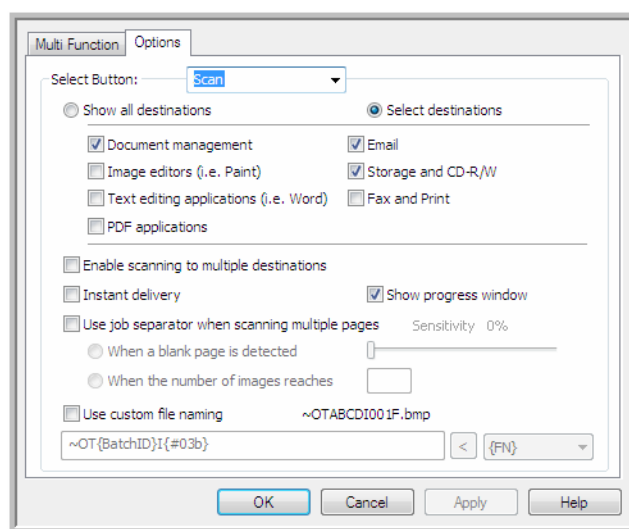 Multi Function Options
Select Button: Scan
Show all destinations Select destinations
Document management Email
Image editors (i.e. Paint) Storage and CD-R/W
Text editing applications (i.e. Word) Fax and Print
PDF applications
Enable scanning to multiple destinations
Instant delivery Show progress window
Use job separator when scanning multiple pages Sensitivity 0%
When a blank page is detected
When the number of images reaches
Use custom file naming ~OTABCDI001F.bmp
~OT{BatchID}I{#03b} < {FN}
OK Cancel Apply Help